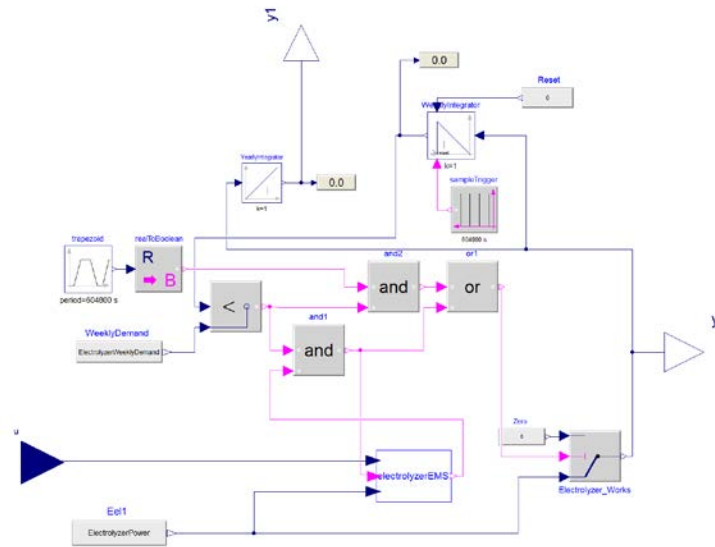 y1
0.0
Reset
0
WeeklyIntegrator
k=1
YearlyIntegrator
k=1
0.0
sampleTrigger
604800 s
trapezoid
realToBoolean
R
B
period=604800 s
and2
and
or1
or
<
WeeklyDemand
ElectrolyzerWeeklyDemand
and1
and
y
u
Zero
0
electrolyzerEMS
Electrolyzer_Works
Eel1
ElectrolyzerPower